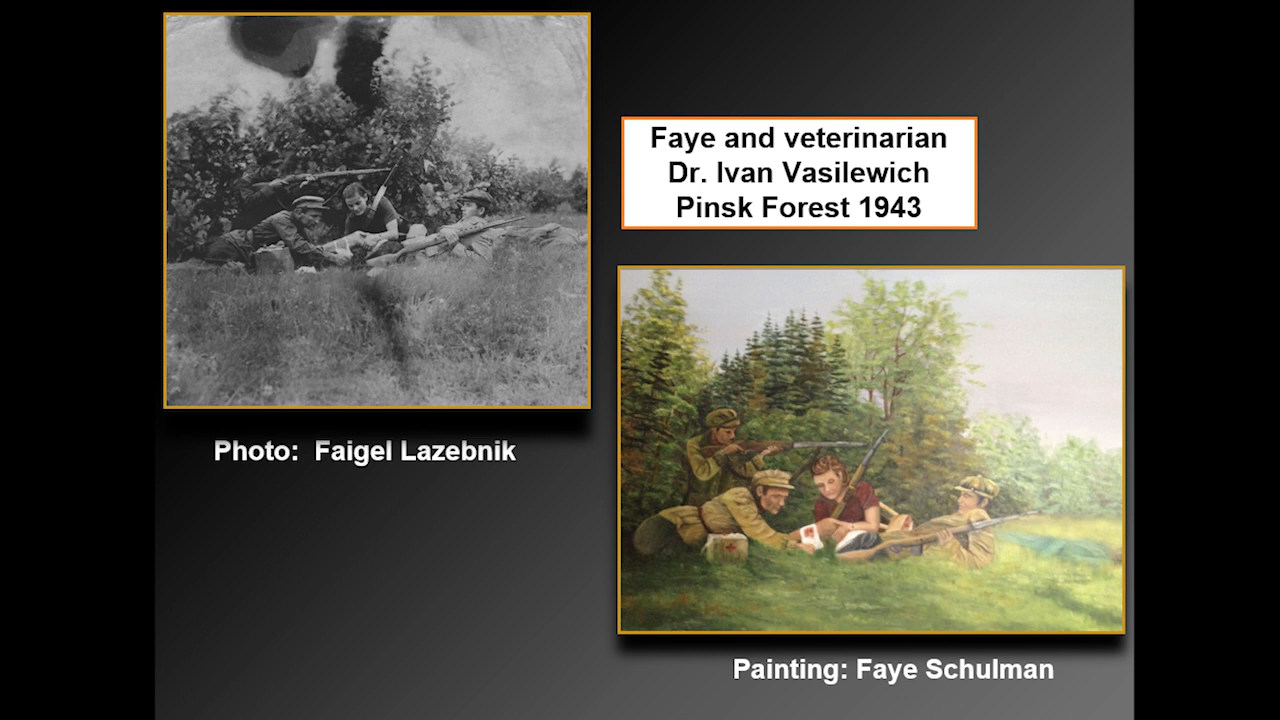 Faye and veterinarian
Dr. Ivan Vasilewich
Pinsk Forest 1943
Photo:  Faigel Lazebnik
Painting: Faye Schulman